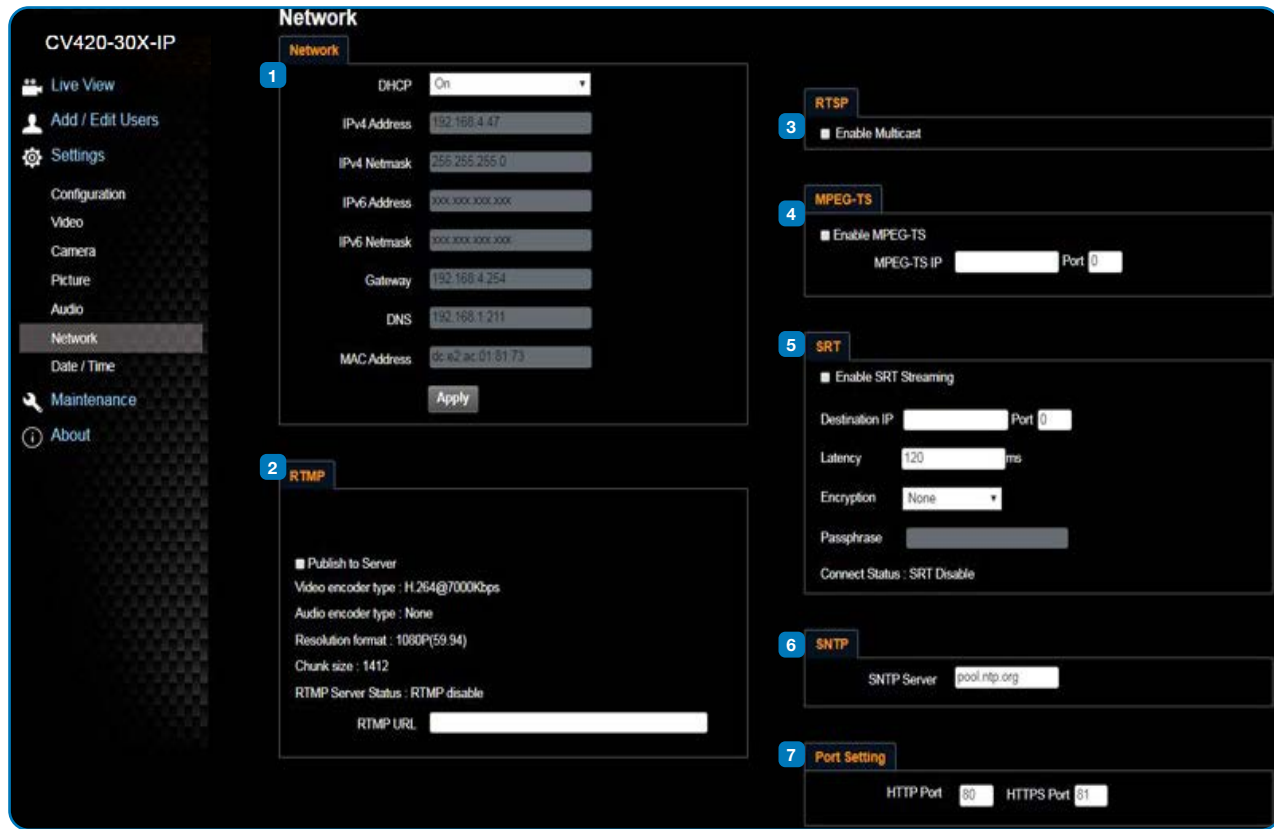 CV420-30X-IP
Live View
Add / Edit Users
Settings
Configuration
Video
Camera
Picture
Audio
Network
Date / Time
Maintenance
About
Network
1
Network
DHCP On
IPv4 Address 192.168.4.47
IPv4 Netmask 255.255.255.0
IPv6 Address xxx.xxx.xxx.xxx
IPv6 Netmask xxx.xxx.xxx.xxx
Gateway 192.168.4.254
DNS 192.168.1.211
MAC Address dc:e2:ac:01:81:73
Apply
2
RTMP
Publish to Server
Video encoder type : H.264@7000Kbps
Audio encoder type : None
Resolution format : 1080P(59.94)
Chunk size : 1412
RTMP Server Status : RTMP disable
RTMP URL
3
RTSP
Enable Multicast
4
MPEG-TS
Enable MPEG-TS
MPEG-TS IP Port 0
5
SRT
Enable SRT Streaming
Destination IP Port 0
Latency 120 ms
Encryption None
Passphrase
Connect Status : SRT Disable
6
SNTP
SNTP Server pool.ntp.org
7
Port Setting
HTTP Port 80 HTTPS Port 81